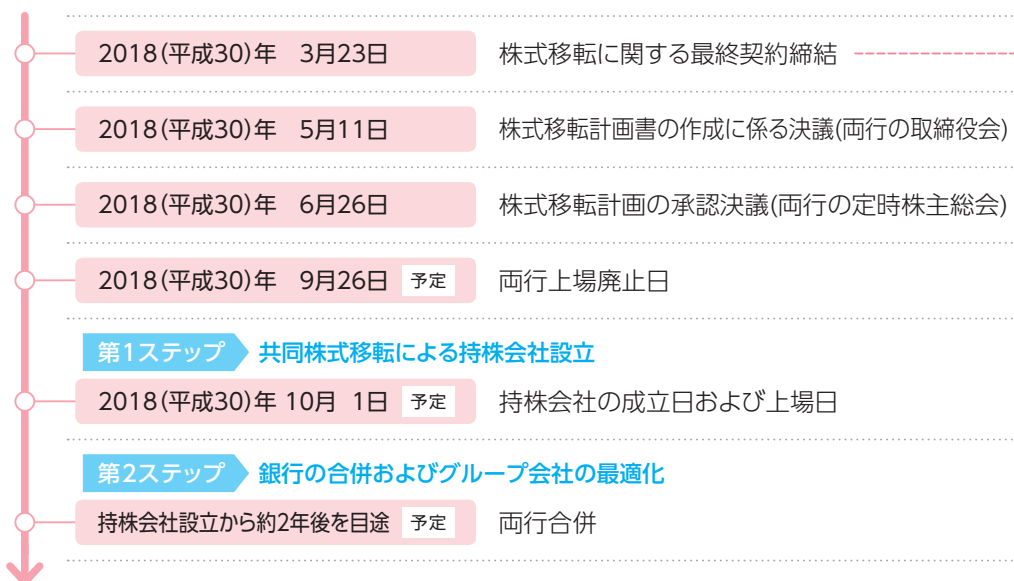 2018(平成30)年 3月23日 株式移転に関する最終契約締結
2018(平成30)年 5月11日 株式移転計画書の作成に係る決議(両行の取締役会)
2018(平成30)年 6月26日 株式移転計画の承認決議(両行の定時株主総会)
2018(平成30)年 9月26日 予定 両行上場廃止日
第1ステップ 共同株式移転による持株会社設立
2018(平成30)年 10月 1日 予定 持株会社の成立日および上場日
第2ステップ 銀行の合併およびグループ会社の最適化
持株会社設立から約2年後を目途 予定 両行合併